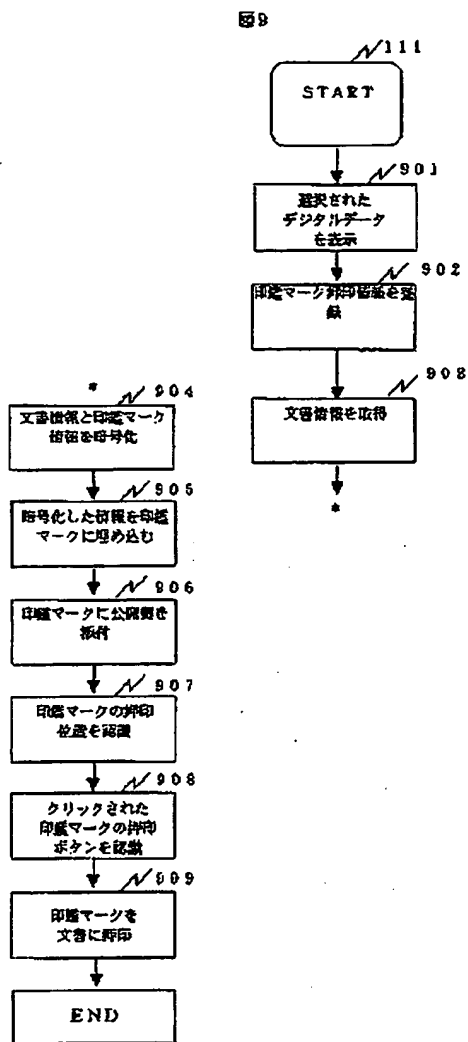 図9
111
START
901
選択された
デジタルデータ
を表示
902
印鑑マーク押印情報を登
録
903
文書情報を取得
*
*
904
文書情報と印鑑マーク
情報を暗号化
905
暗号化した情報を印鑑
マークに埋め込む
906
印鑑マークに公開鍵を
添付
907
印鑑マークの押印
位置を認識
908
クリックされた
印鑑マークの押印
ボタンを認識
909
印鑑マークを
文書に押印
END